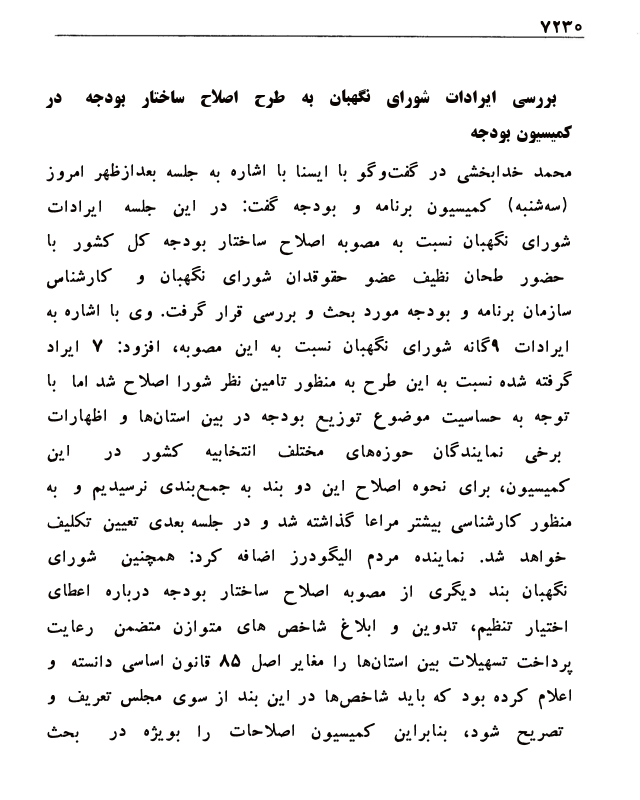 ۷۲۳۰
بررسی ایرادات شورای نگهبان به طرح اصلاح ساختار بودجه در
کمیسیون بودجه
محمد خدابخشی در گفت‌وگو با ایسنا با اشاره به جلسه بعدازظهر امروز
(سه‌شنبه) کمیسیون برنامه و بودجه گفت: در این جلسه ایرادات
شورای نگهبان نسبت به مصوبه اصلاح ساختار بودجه کل کشور با
حضور طحان نظیف عضو حقوقدان شورای نگهبان و کارشناس
سازمان برنامه و بودجه مورد بحث و بررسی قرار گرفت. وی با اشاره به
ایرادات ۹گانه شورای نگهبان نسبت به این مصوبه، افزود: ۷ ایراد
گرفته شده نسبت به این طرح به منظور تامین نظر شورا اصلاح شد اما با
توجه به حساسیت موضوع توزیع بودجه در بین استان‌ها و اظهارات
برخی نمایندگان حوزه‌های مختلف انتخابیه کشور در این
کمیسیون، برای نحوه اصلاح این دو بند به جمع‌بندی نرسیدیم و به
منظور کارشناسی بیشتر مراعا گذاشته شد و در جلسه بعدی تعیین تکلیف
خواهد شد. نماینده مردم الیگودرز اضافه کرد: همچنین شورای
نگهبان بند دیگری از مصوبه اصلاح ساختار بودجه درباره اعطای
اختیار تنظیم، تدوین و ابلاغ شاخص های متوازن متضمن رعایت
پرداخت تسهیلات بین استان‌ها را مغایر اصل ۸۵ قانون اساسی دانسته و
اعلام کرده بود که باید شاخص‌ها در این بند از سوی مجلس تعریف و
تصریح شود، بنابراین کمیسیون اصلاحات را بویژه در بحث